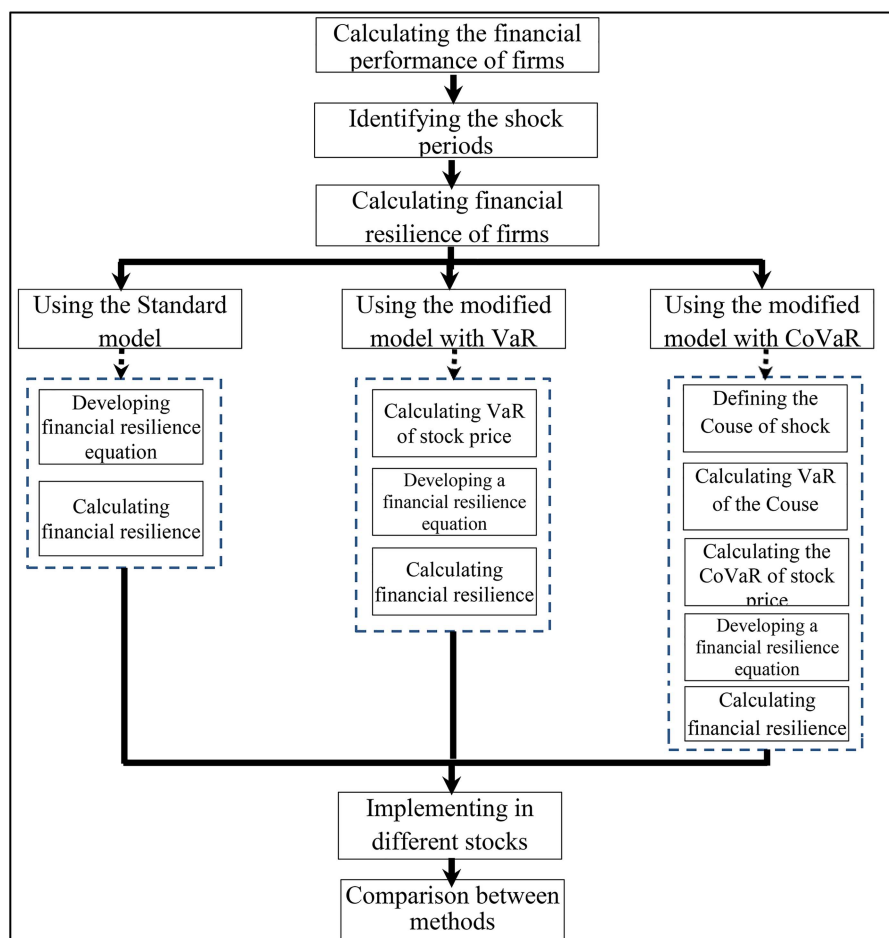 Calculating the financial
performance of firms
Identifying the shock
periods
Calculating financial
resilience of firms
Using the Standard
model
Developing
financial resilience
equation
Calculating
financial resilience
Using the modified
model with VaR
Calculating VaR
of stock price
Developing a
financial resilience
equation
Calculating
financial resilience
Using the modified
model with CoVaR
Defining the
Couse of shock
Calculating VaR
of the Couse
Calculating the
CoVaR of stock
price
Developing a
financial resilience
equation
Calculating
financial resilience
Implementing in
different stocks
Comparison between
methods